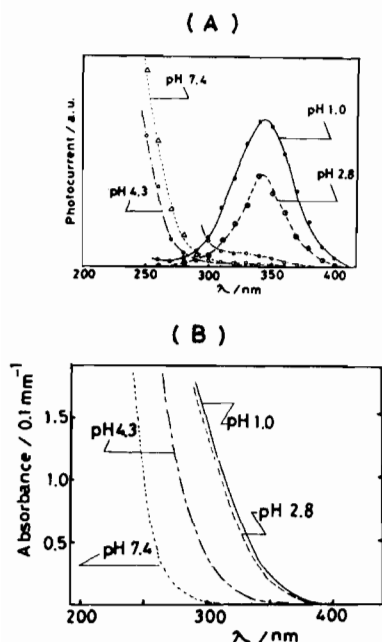 (A)
Photocurrent / a.u.
pH 7.4
pH 4.3
pH 1.0
pH 2.8
200 250 300 350 400
λ / nm
(B)
Absorbance / 0.1 mm⁻¹
1.5
1.0
0.5
pH 4.3
pH 7.4
pH 1.0
pH 2.8
200 300 400
λ / nm